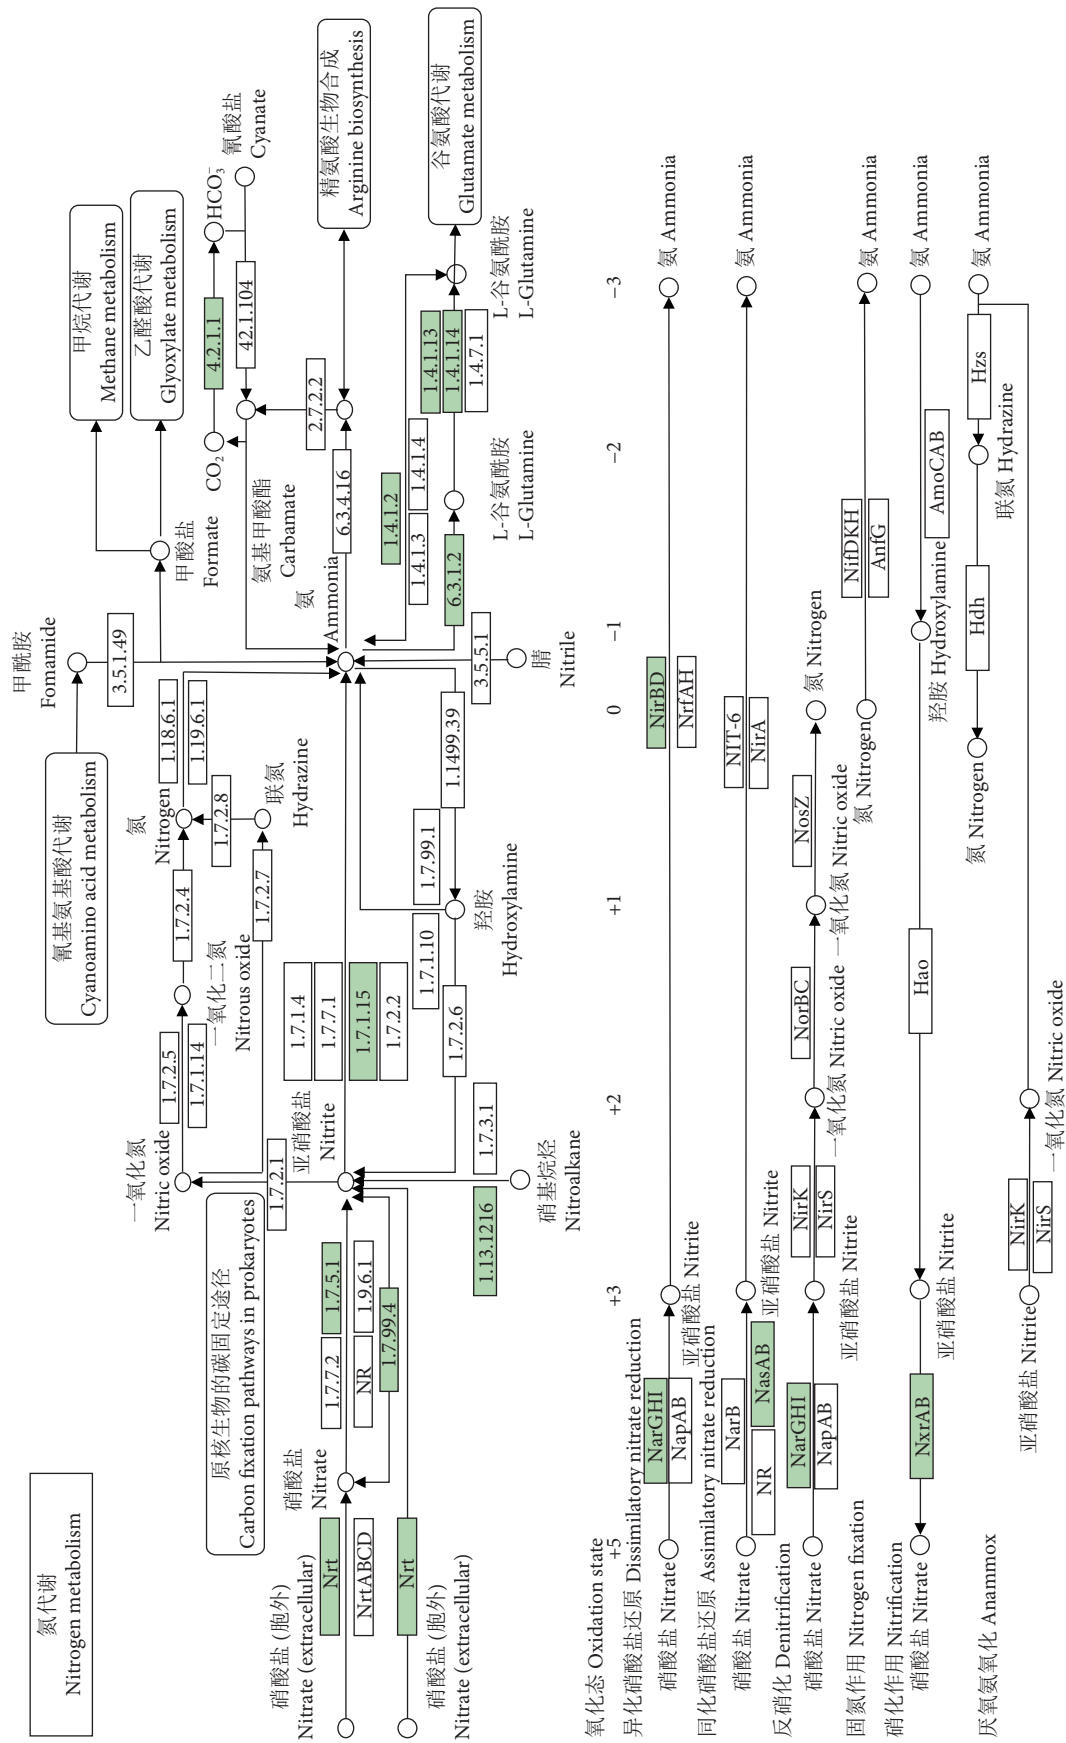 氮代谢
Nitrogen metabolism
氰基氨基酸代谢
Cyanoamino acid metabolism
甲酰胺
Fomamide
3.5.1.49
甲烷代谢
Methane metabolism
乙醛酸代谢
Glyoxylate metabolism
甲酸盐
Formate
一氧化氮
Nitric oxide
1.7.2.5
1.7.1.14
一氧化二氮
Nitrous oxide
1.7.2.4
氮
Nitrogen
1.18.6.1
1.19.6.1
1.7.2.8
1.7.2.7
联氮
Hydrazine
CO₂
4.2.1.1
HCO₃⁻
42.1.104
氰酸盐
Cyanate
氨基甲酸酯
Carbamate
2.7.2.2
原核生物的碳固定途径
Carbon fixation pathways in prokaryotes
1.7.2.1
硝酸盐 (胞外)
Nitrate (extracellular)
Nrt
NrtABCD
Nrt
硝酸盐 (胞外)
Nitrate (extracellular)
硝酸盐
Nitrate
1.7.7.2
1.7.5.1
NR
1.9.6.1
1.7.99.4
亚硝酸盐
Nitrite
1.7.1.4
1.7.7.1
1.7.1.15
1.7.2.2
氨
Ammonia
6.3.4.16
精氨酸生物合成
Arginine biosynthesis
1.7.2.6
1.7.1.10
1.7.99.1
1.1499.39
羟胺
Hydroxylamine
1.13.1216
1.7.3.1
硝基烷烃
Nitroalkane
3.5.5.1
腈
Nitrile
1.4.1.2
1.4.1.3
1.4.1.4
6.3.1.2
L-谷氨酰胺
L-Glutamine
1.4.1.13
1.4.1.14
1.4.7.1
L-谷氨酰胺
L-Glutamine
谷氨酸代谢
Glutamate metabolism
氧化态 Oxidation state
+5
+3
+2
+1
0
−1
−2
−3
异化硝酸盐还原 Dissimilatory nitrate reduction
硝酸盐 Nitrate
NarGHI
NapAB
亚硝酸盐 Nitrite
NirBD
NrfAH
氨 Ammonia
同化硝酸盐还原 Assimilatory nitrate reduction
硝酸盐 Nitrate
NarB
NR
NasAB
亚硝酸盐 Nitrite
NIT-6
NirA
氨 Ammonia
反硝化 Denitrification
硝酸盐 Nitrate
NarGHI
NapAB
亚硝酸盐 Nitrite
NirK
NirS
一氧化氮 Nitric oxide
NorBC
一氧化氮 Nitric oxide
NosZ
氮 Nitrogen
固氮作用 Nitrogen fixation
氮 Nitrogen
NifDKH
AnfG
氨 Ammonia
硝化作用 Nitrification
硝酸盐 Nitrate
NxrAB
亚硝酸盐 Nitrite
Hao
羟胺 Hydroxylamine
AmoCAB
氨 Ammonia
厌氧氨氧化 Anammox
亚硝酸盐 Nitrite
NirK
NirS
一氧化氮 Nitric oxide
氮 Nitrogen
Hdh
联氮 Hydrazine
Hzs
氨 Ammonia